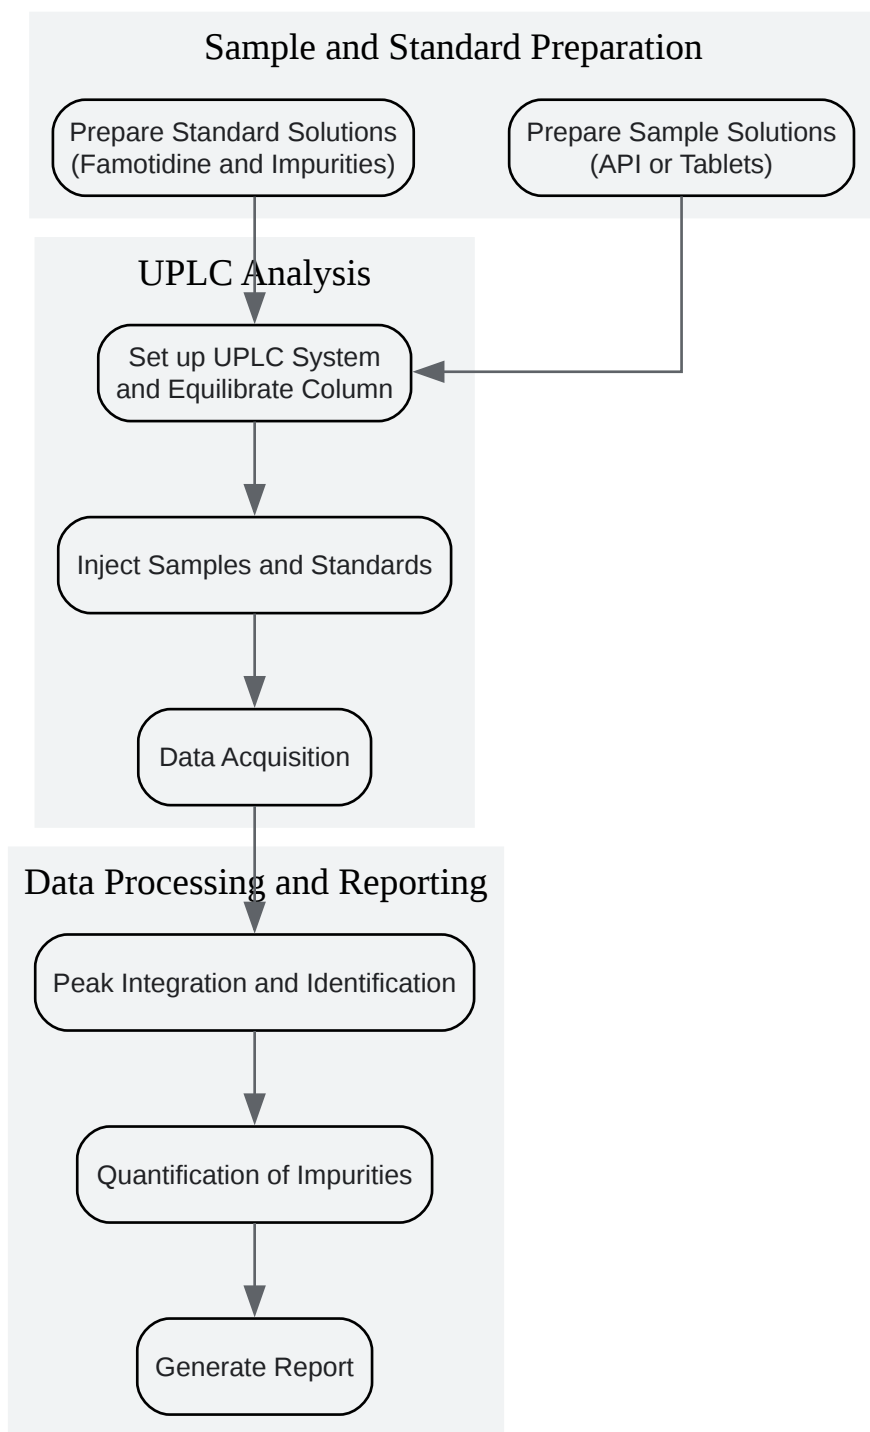 Sample and Standard Preparation
Prepare Standard Solutions
(Famotidine and Impurities)
Prepare Sample Solutions
(API or Tablets)
UPLC Analysis
Set up UPLC System
and Equilibrate Column
Inject Samples and Standards
Data Acquisition
Data Processing and Reporting
Peak Integration and Identification
Quantification of Impurities
Generate Report